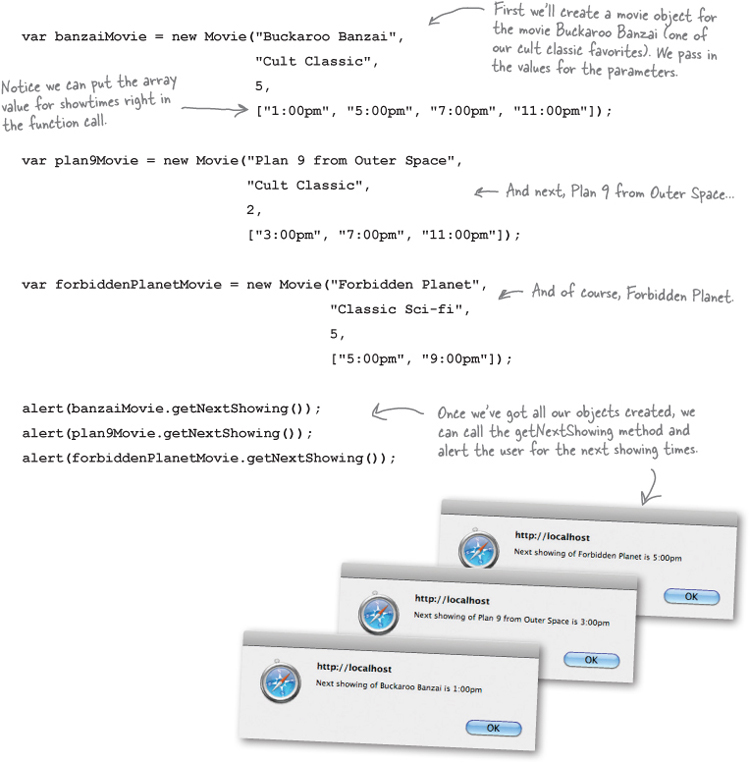 var banzaiMovie = new Movie("Buckaroo Banzai",
"Cult Classic",
5,
["1:00pm", "5:00pm", "7:00pm", "11:00pm"]);
First we'll create a movie object for
the movie Buckaroo Banzai (one of
our cult classic favorites). We pass in
the values for the parameters.
Notice we can put the array
value for showtimes right in
the function call.
var plan9Movie = new Movie("Plan 9 from Outer Space",
"Cult Classic",
2,
["3:00pm", "7:00pm", "11:00pm"]);
And next, Plan 9 from Outer Space...
var forbiddenPlanetMovie = new Movie("Forbidden Planet",
"Classic Sci-fi",
5,
["5:00pm", "9:00pm"]);
And of course, Forbidden Planet.
alert(banzaiMovie.getNextShowing());
alert(plan9Movie.getNextShowing());
alert(forbiddenPlanetMovie.getNextShowing());
Once we've got all our objects created, we
can call the getNextShowing method and
alert the user for the next showing times.
http://localhost
Next showing of Forbidden Planet is 5:00pm
OK
http://localhost
Next showing of Plan 9 from Outer Space is 3:00pm
OK
http://localhost
Next showing of Buckaroo Banzai is 1:00pm
OK